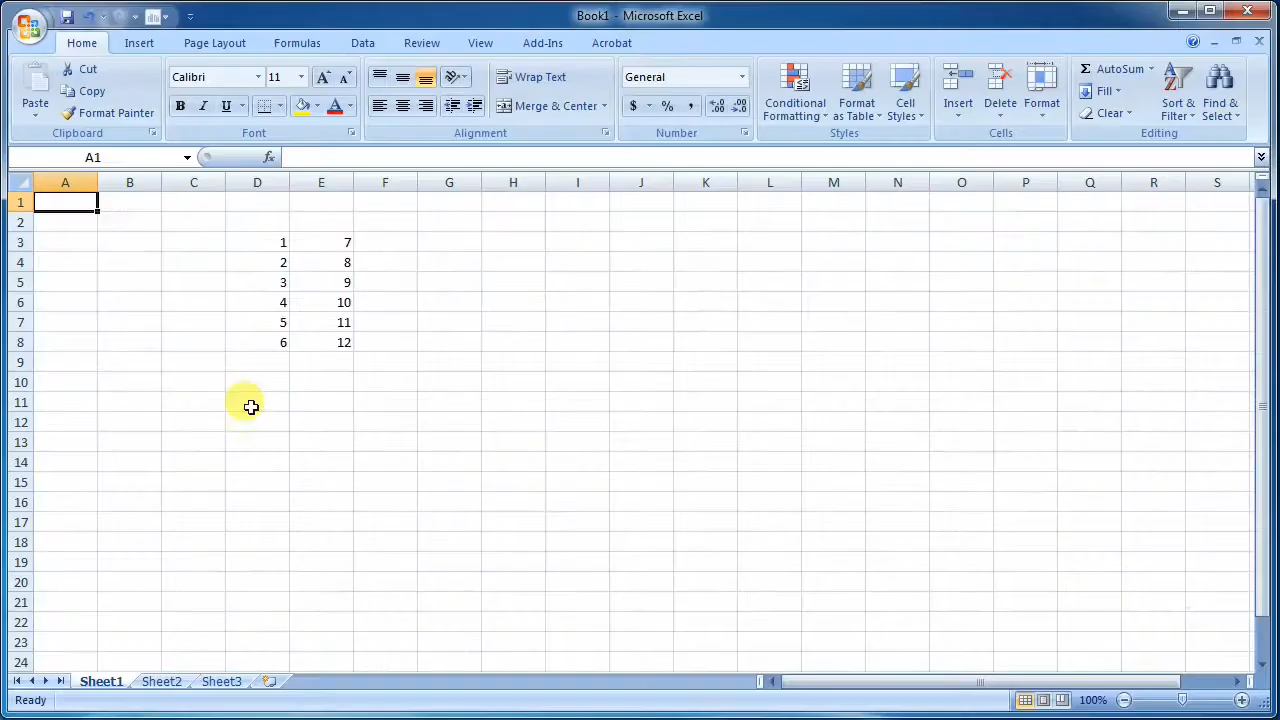 Book1 - Microsoft Excel
Home Insert Page Layout Formulas Data Review View Add-Ins Acrobat
Paste
Cut
Copy
Format Painter
Clipboard
Calibri 11
B I U
Font
Wrap Text
Merge & Center
Alignment
General
$ % ,
Number
Conditional Formatting
Format as Table
Cell Styles
Styles
Insert Delete Format
Cells
AutoSum
Fill
Clear
Sort & Filter
Find & Select
Editing
A1 fx
A B C D E F G H I J K L M N O P Q R S
1
2
3 1 7
4 2 8
5 3 9
6 4 10
7 5 11
8 6 12
9
10
11
12
13
14
15
16
17
18
19
20
21
22
23
24
Sheet1 Sheet2 Sheet3
Ready 100%